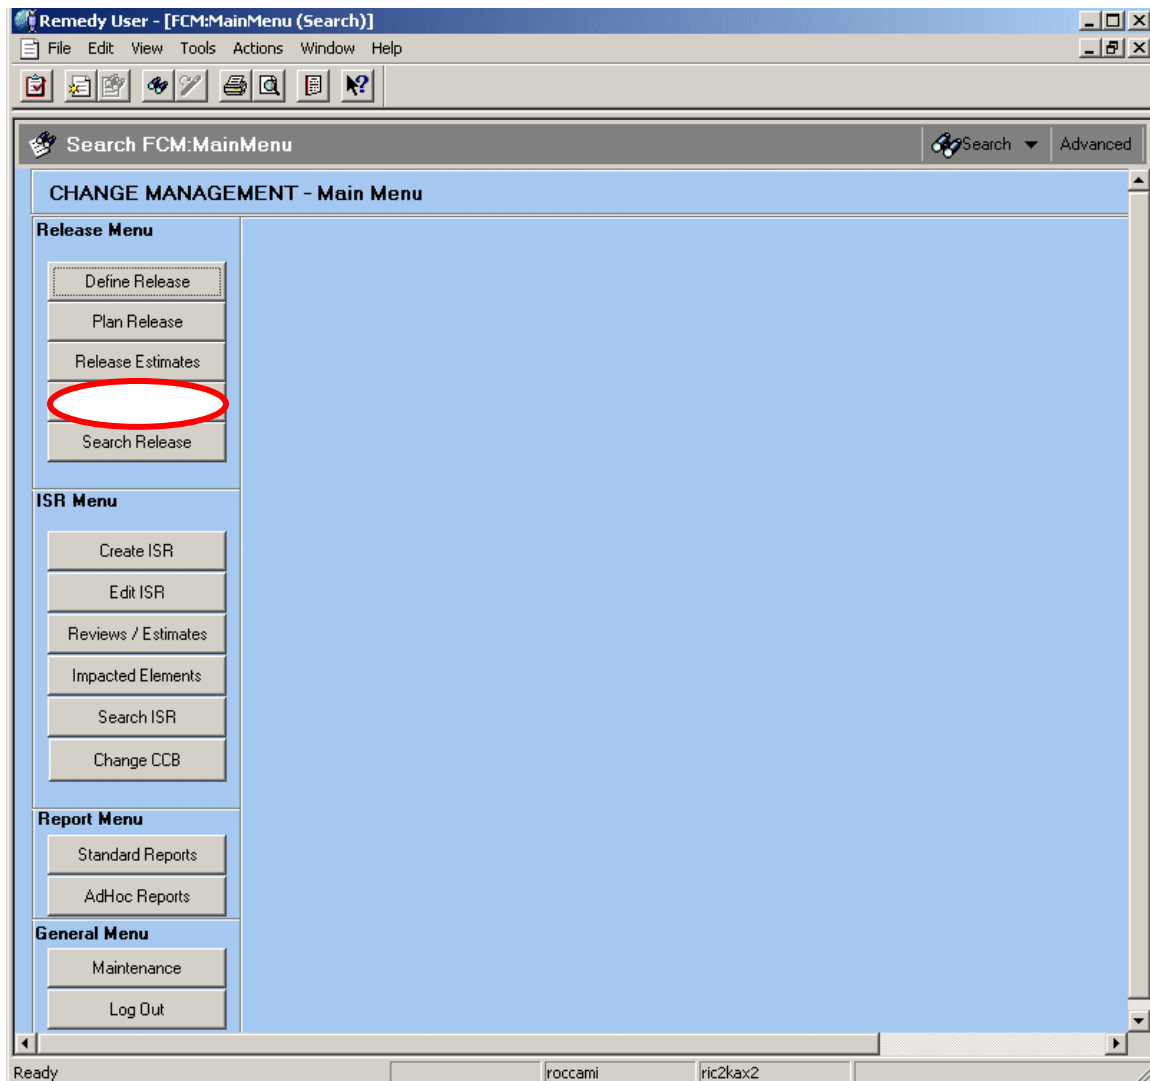 Remedy User - [FCM:MainMenu (Search)]
File Edit View Tools Actions Window Help
Search FCM:MainMenu
Search Advanced
CHANGE MANAGEMENT - Main Menu
Release Menu
Define Release
Plan Release
Release Estimates
Search Release
ISR Menu
Create ISR
Edit ISR
Reviews / Estimates
Impacted Elements
Search ISR
Change CCB
Report Menu
Standard Reports
AdHoc Reports
General Menu
Maintenance
Log Out
Ready roccami ric2kax2